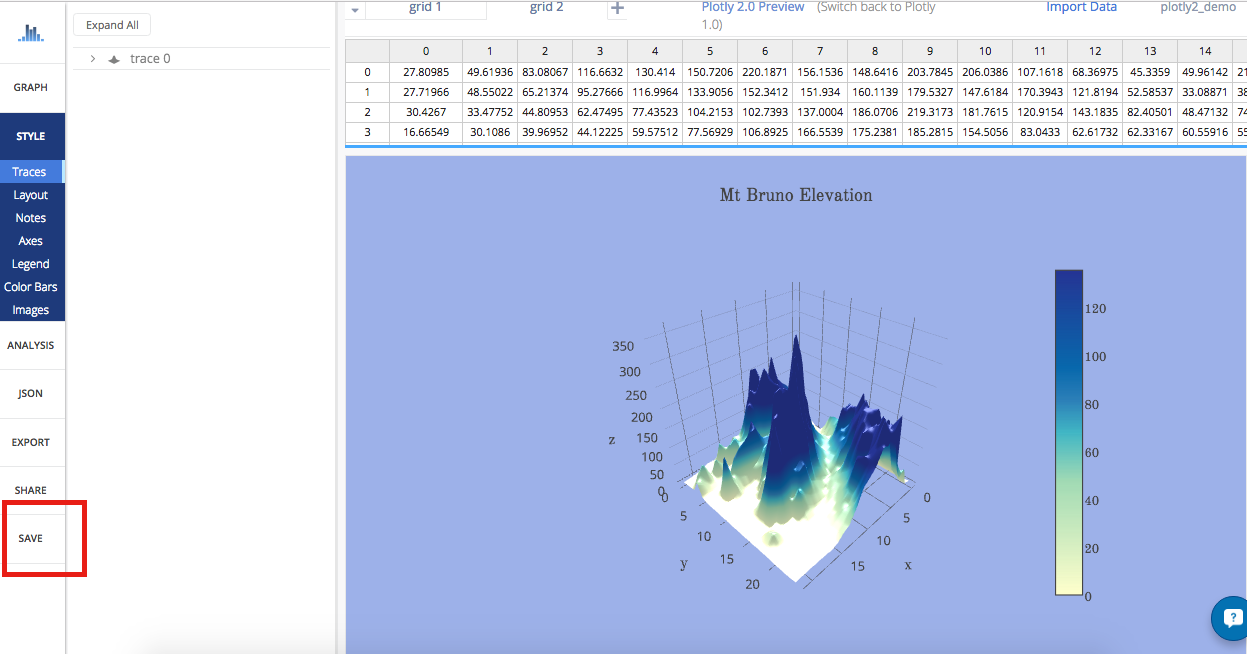 grid 1 grid 2 + Plotly 2.0 Preview (Switch back to Plotly 1.0) Import Data plotly2_demo
Expand All
trace 0
GRAPH
STYLE
Traces
Layout
Notes
Axes
Legend
Color Bars
Images
ANALYSIS
JSON
EXPORT
SHARE
SAVE
0 1 2 3 4 5 6 7 8 9 10 11 12 13 14
0 27.80985 49.61936 83.08067 116.6632 130.414 150.7206 220.1871 156.1536 148.6416 203.7845 206.0386 107.1618 68.36975 45.3359 49.96142 21
1 27.71966 48.55022 65.21374 95.27666 116.9964 133.9056 152.3412 151.934 160.1139 179.5327 147.6184 170.3943 121.8194 52.58537 33.08871 38
2 30.4267 33.47752 44.80953 62.47495 77.43523 104.2153 102.7393 137.0004 186.0706 219.3173 181.7615 120.9154 143.1835 82.40501 48.47132 74
3 16.66549 30.1086 39.96952 44.12225 59.57512 77.56929 106.8925 166.5539 175.2381 185.2815 154.5056 83.0433 62.61732 62.33167 60.55916 55
Mt Bruno Elevation
350
300
250
200
150
100
50
0
z
0
5
10
15
20
y
0
5
10
15
x
120
100
80
60
40
20
0
?